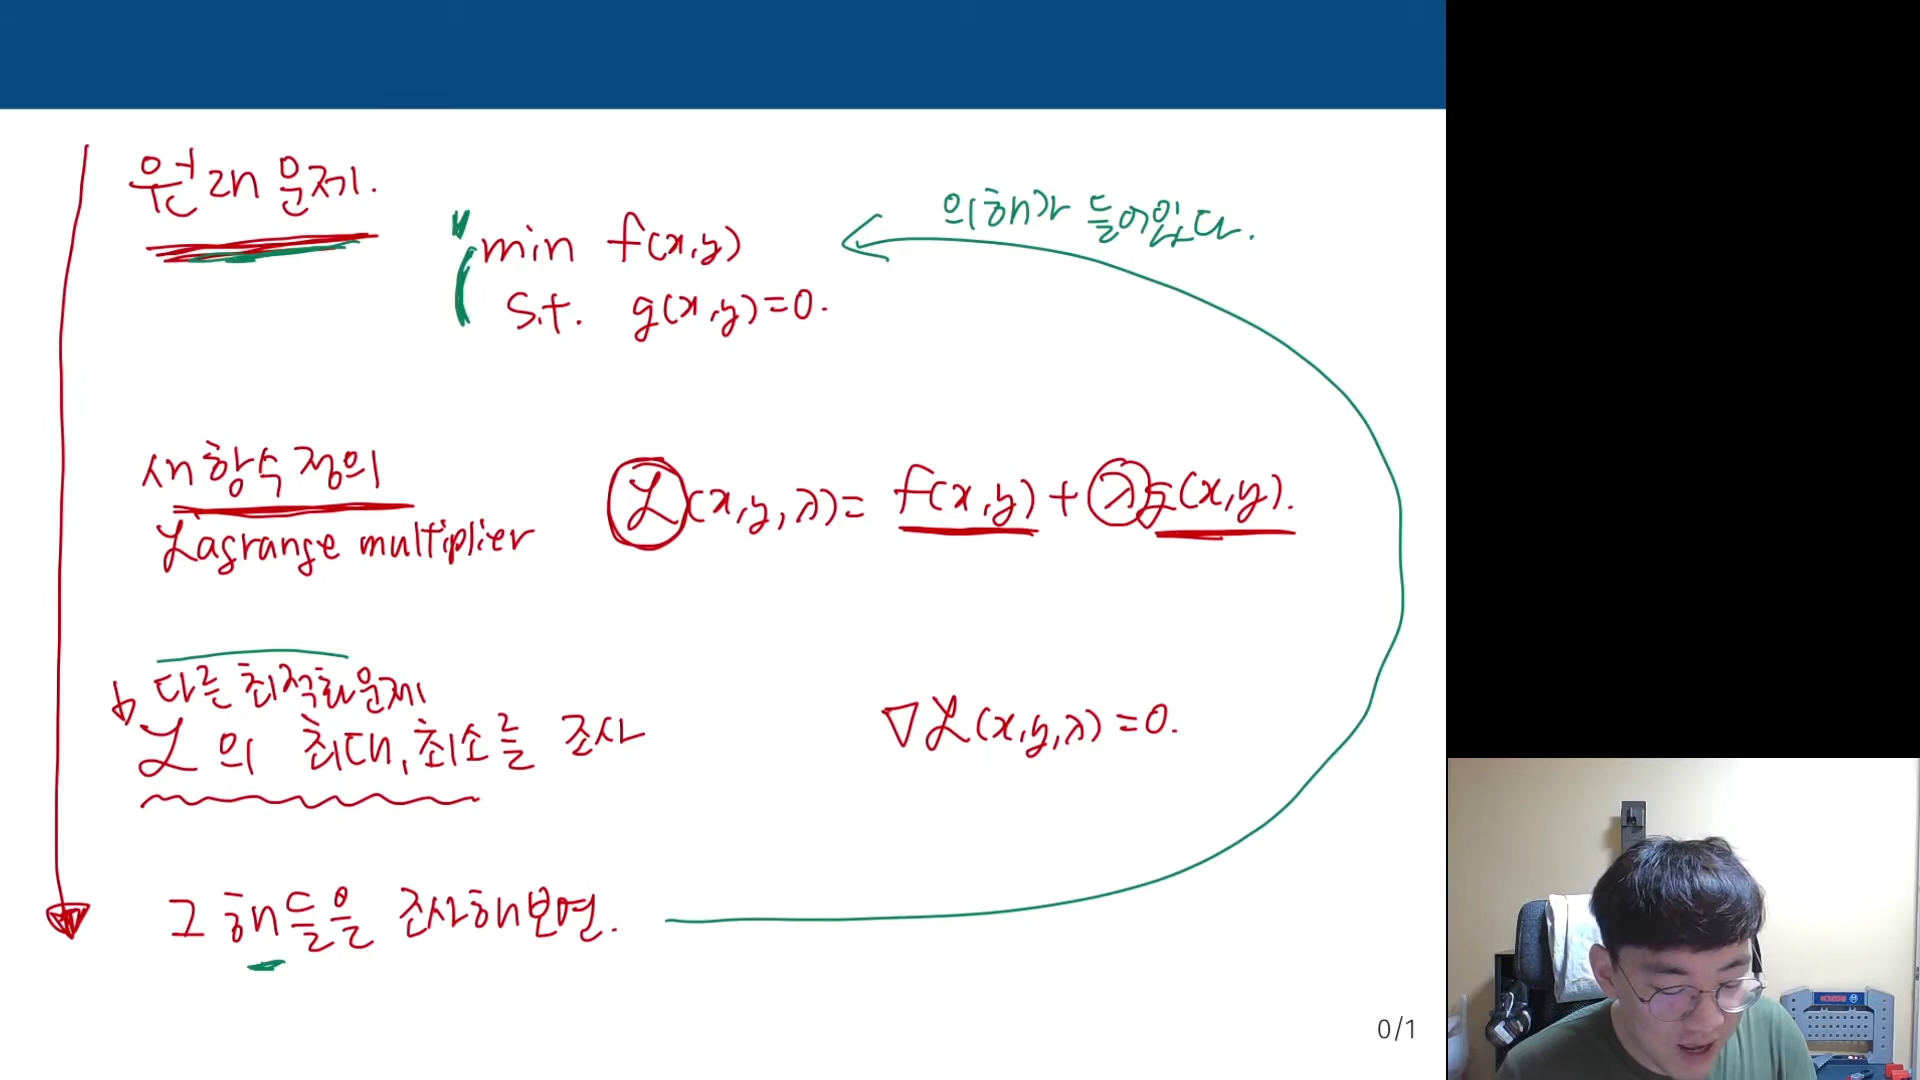 원래 문제.
min f(x,y)
s.t. g(x,y)=0.
의 해가 들어있다.
새 함수 정의
Lagrange multiplier
ℒ(x,y,λ)= f(x,y) + λg(x,y).
다른 최적화 문제
ℒ의 최대, 최소를 조사
∇ℒ(x,y,λ)=0.
그 해들을 조사해보면.
0/1